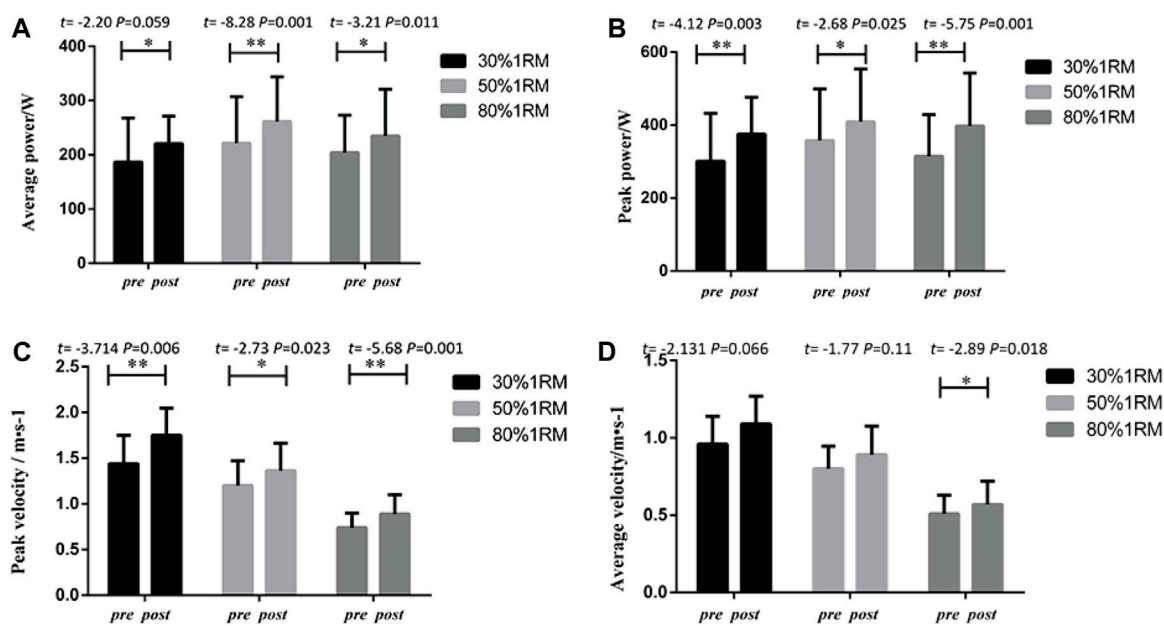 A
t= -2.20 P=0.059
t= -8.28 P=0.001
t= -3.21 P=0.011
*
**
*
Average power/W
400
300
200
100
0
pre post
pre post
pre post
30%1RM
50%1RM
80%1RM
B
t= -4.12 P=0.003
t= -2.68 P=0.025
t= -5.75 P=0.001
**
*
**
Peak power/W
600
400
200
0
pre post
pre post
pre post
30%1RM
50%1RM
80%1RM
C
t= -3.714 P=0.006
t= -2.73 P=0.023
t= -5.68 P=0.001
**
*
**
Peak velocity / m•s-1
2.5
2.0
1.5
1.0
0.5
0.0
pre post
pre post
pre post
30%1RM
50%1RM
80%1RM
D
t= -2.131 P=0.066
t= -1.77 P=0.11
t= -2.89 P=0.018
*
Average velocity/m•s-1
1.5
1.0
0.5
0.0
pre post
pre post
pre post
30%1RM
50%1RM
80%1RM